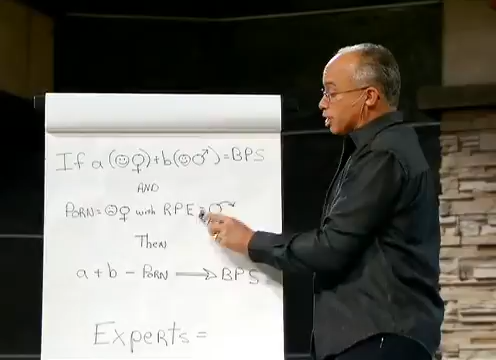 If a (☺♀)+b(☺♂)=BPS
AND
PORN=☹♀ with RPE=♂
Then
a+b-PORN→BPS
Experts=